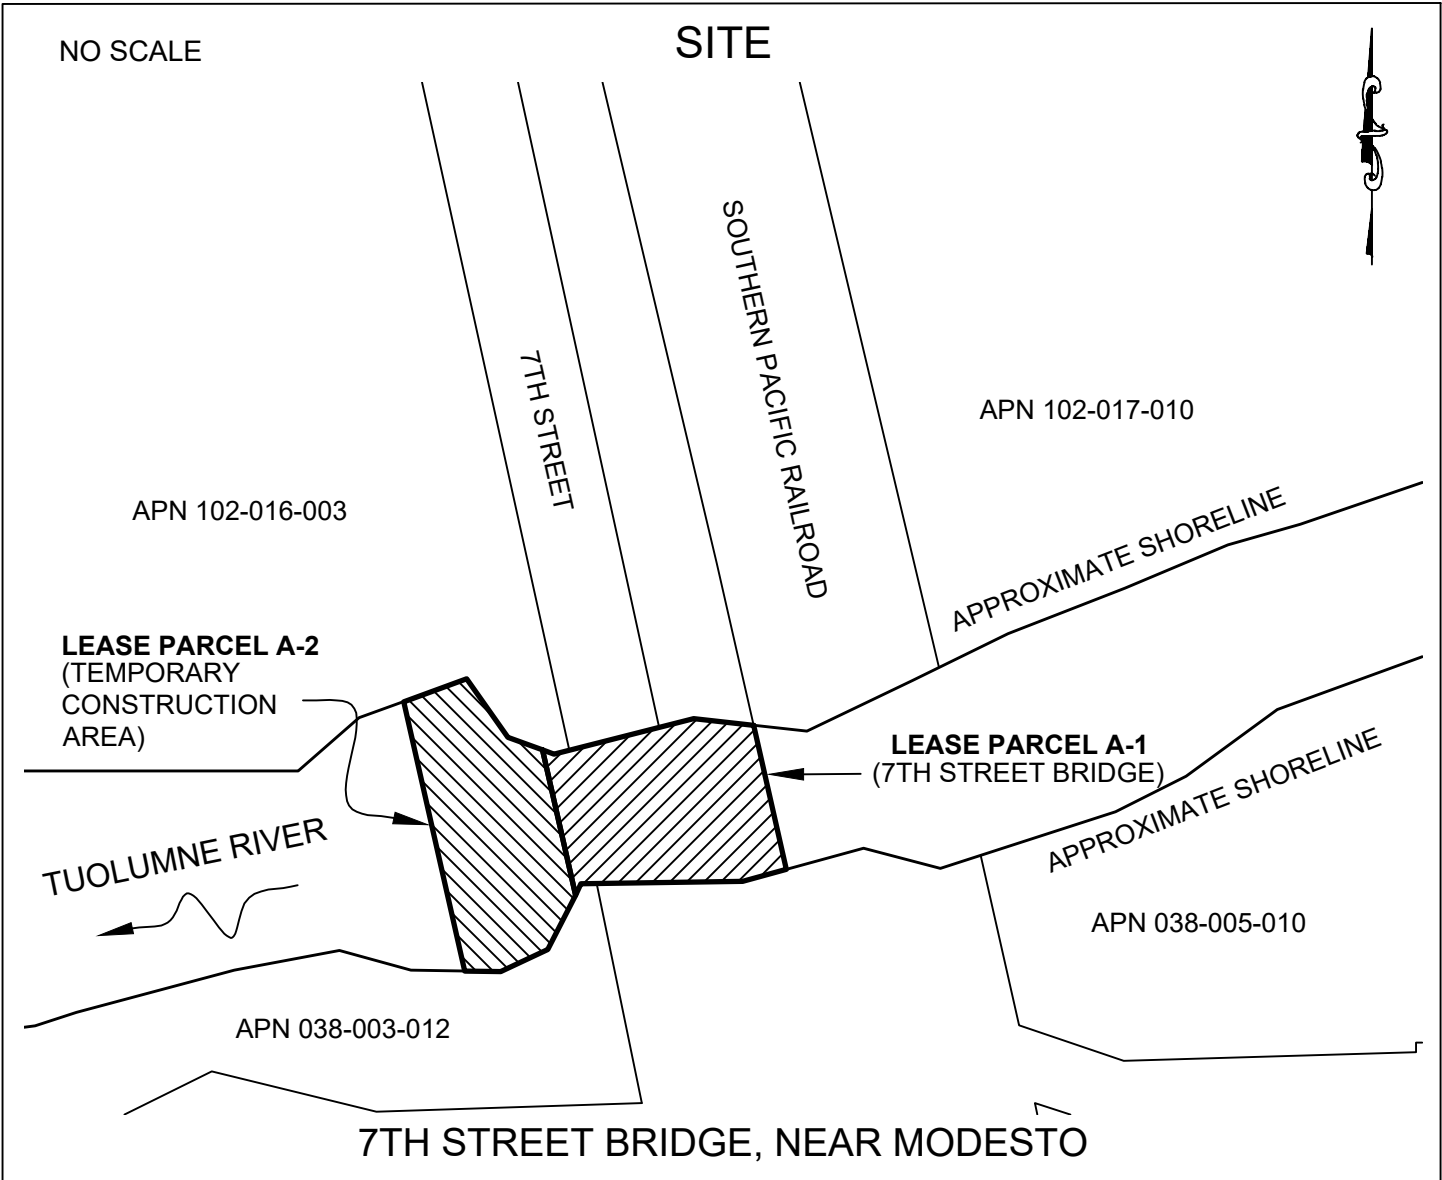 NO SCALE
SITE
SOUTHERN PACIFIC RAILROAD
7TH STREET
APN 102-017-010
APN 102-016-003
APPROXIMATE SHORELINE
LEASE PARCEL A-2
(TEMPORARY
CONSTRUCTION
AREA)
LEASE PARCEL A-1
(7TH STREET BRIDGE)
APPROXIMATE SHORELINE
TUOLUMNE RIVER
APN 038-005-010
APN 038-003-012
7TH STREET BRIDGE, NEAR MODESTO